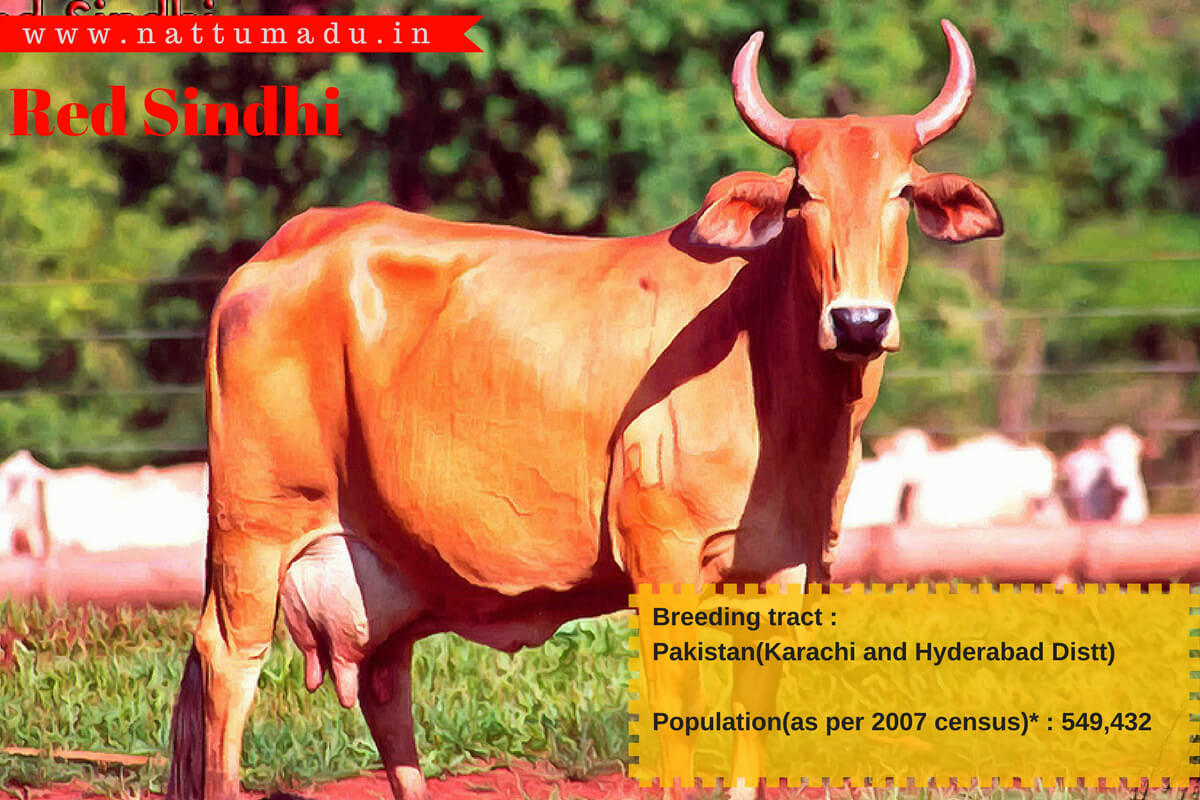 www.nattumadu.in
Red Sindhi
Breeding tract :
Pakistan(Karachi and Hyderabad Distt)
Population(as per 2007 census)* : 549,432